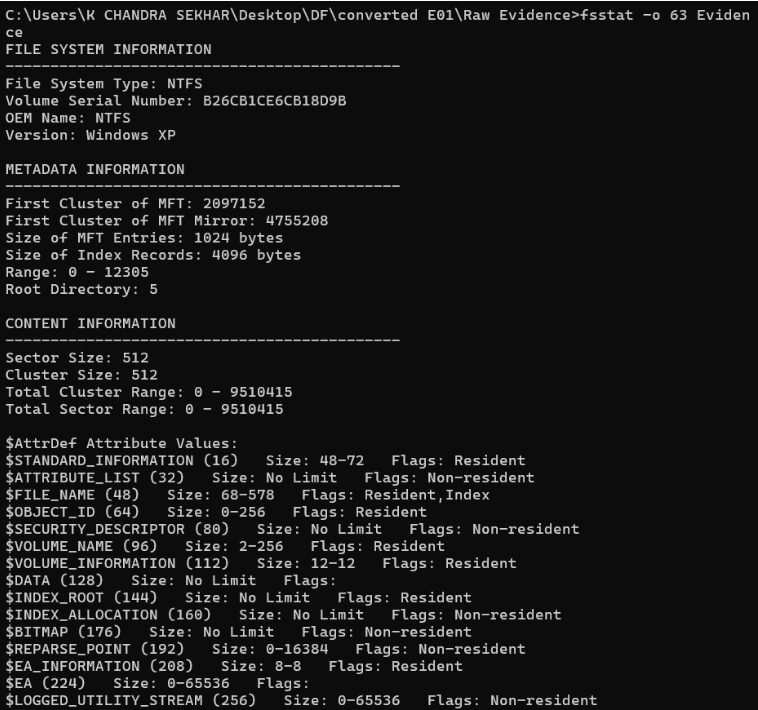 C:\Users\K CHANDRA SEKHAR\Desktop\DF\converted E01\Raw Evidence>fsstat -o 63 Eviden
ce
FILE SYSTEM INFORMATION
--------------------------------------------
File System Type: NTFS
Volume Serial Number: B26CB1CE6CB18D9B
OEM Name: NTFS
Version: Windows XP

METADATA INFORMATION
--------------------------------------------
First Cluster of MFT: 2097152
First Cluster of MFT Mirror: 4755208
Size of MFT Entries: 1024 bytes
Size of Index Records: 4096 bytes
Range: 0 - 12305
Root Directory: 5

CONTENT INFORMATION
--------------------------------------------
Sector Size: 512
Cluster Size: 512
Total Cluster Range: 0 - 9510415
Total Sector Range: 0 - 9510415

$AttrDef Attribute Values:
$STANDARD_INFORMATION (16)   Size: 48-72   Flags: Resident
$ATTRIBUTE_LIST (32)   Size: No Limit   Flags: Non-resident
$FILE_NAME (48)   Size: 68-578   Flags: Resident,Index
$OBJECT_ID (64)   Size: 0-256   Flags: Resident
$SECURITY_DESCRIPTOR (80)   Size: No Limit   Flags: Non-resident
$VOLUME_NAME (96)   Size: 2-256   Flags: Resident
$VOLUME_INFORMATION (112)   Size: 12-12   Flags: Resident
$DATA (128)   Size: No Limit   Flags:
$INDEX_ROOT (144)   Size: No Limit   Flags: Resident
$INDEX_ALLOCATION (160)   Size: No Limit   Flags: Non-resident
$BITMAP (176)   Size: No Limit   Flags: Non-resident
$REPARSE_POINT (192)   Size: 0-16384   Flags: Non-resident
$EA_INFORMATION (208)   Size: 8-8   Flags: Resident
$EA (224)   Size: 0-65536   Flags:
$LOGGED_UTILITY_STREAM (256)   Size: 0-65536   Flags: Non-resident